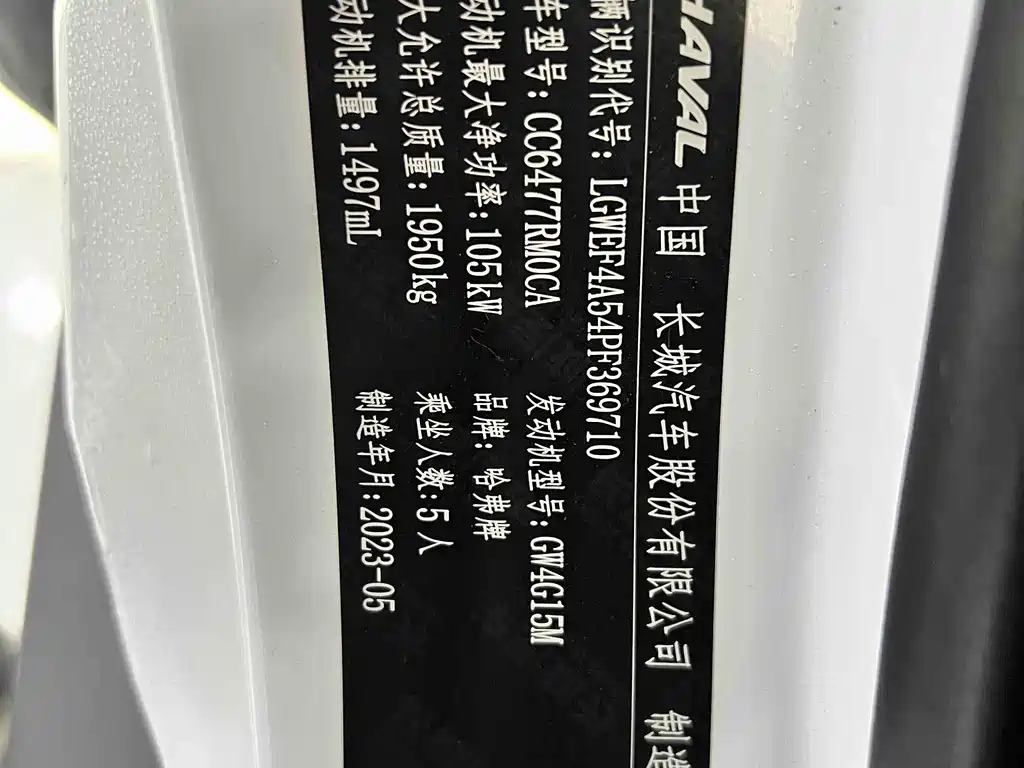 HAVAL 中国 长城汽车股份有限公司 制造
辆识别代号: LGWEF4A54PF369710
车型号: CC6477RM0CA 发动机型号: GW4G15M
动机最大净功率: 105kW 品牌: 哈弗牌
大允许总质量: 1950kg 乘坐人数: 5 人
动机排量: 1497mL 制造年月: 2023-05